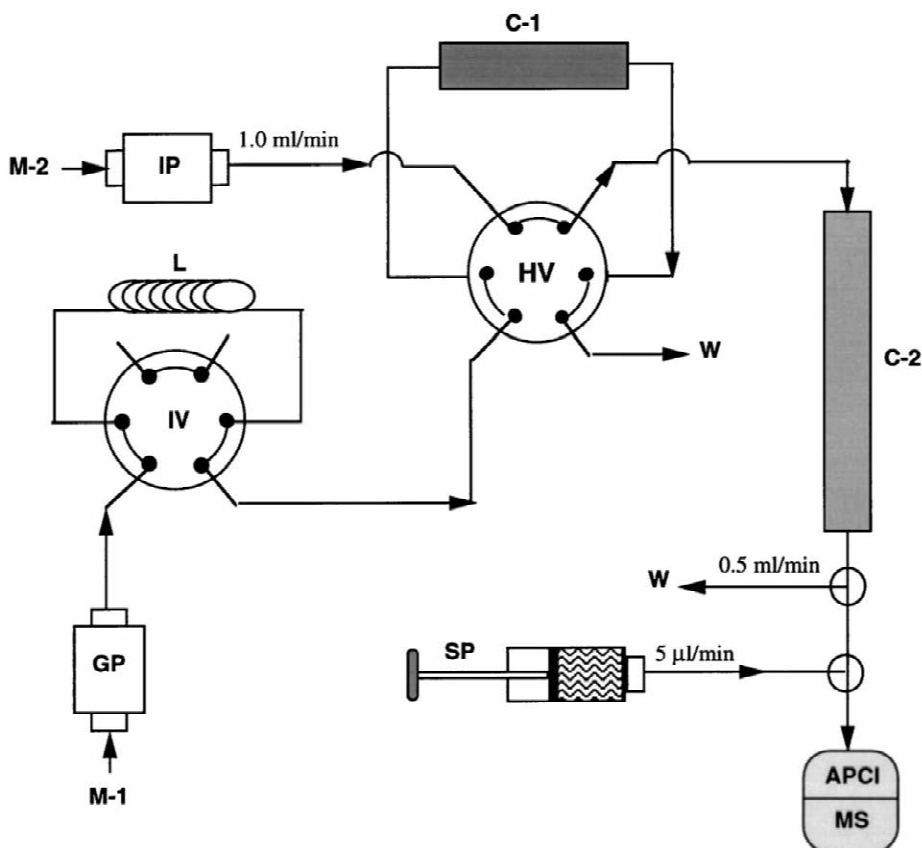 C-1
1.0 ml/min
M-2
IP
L
HV
W
C-2
IV
0.5 ml/min
W
SP
5 µl/min
GP
APCI
MS
M-1